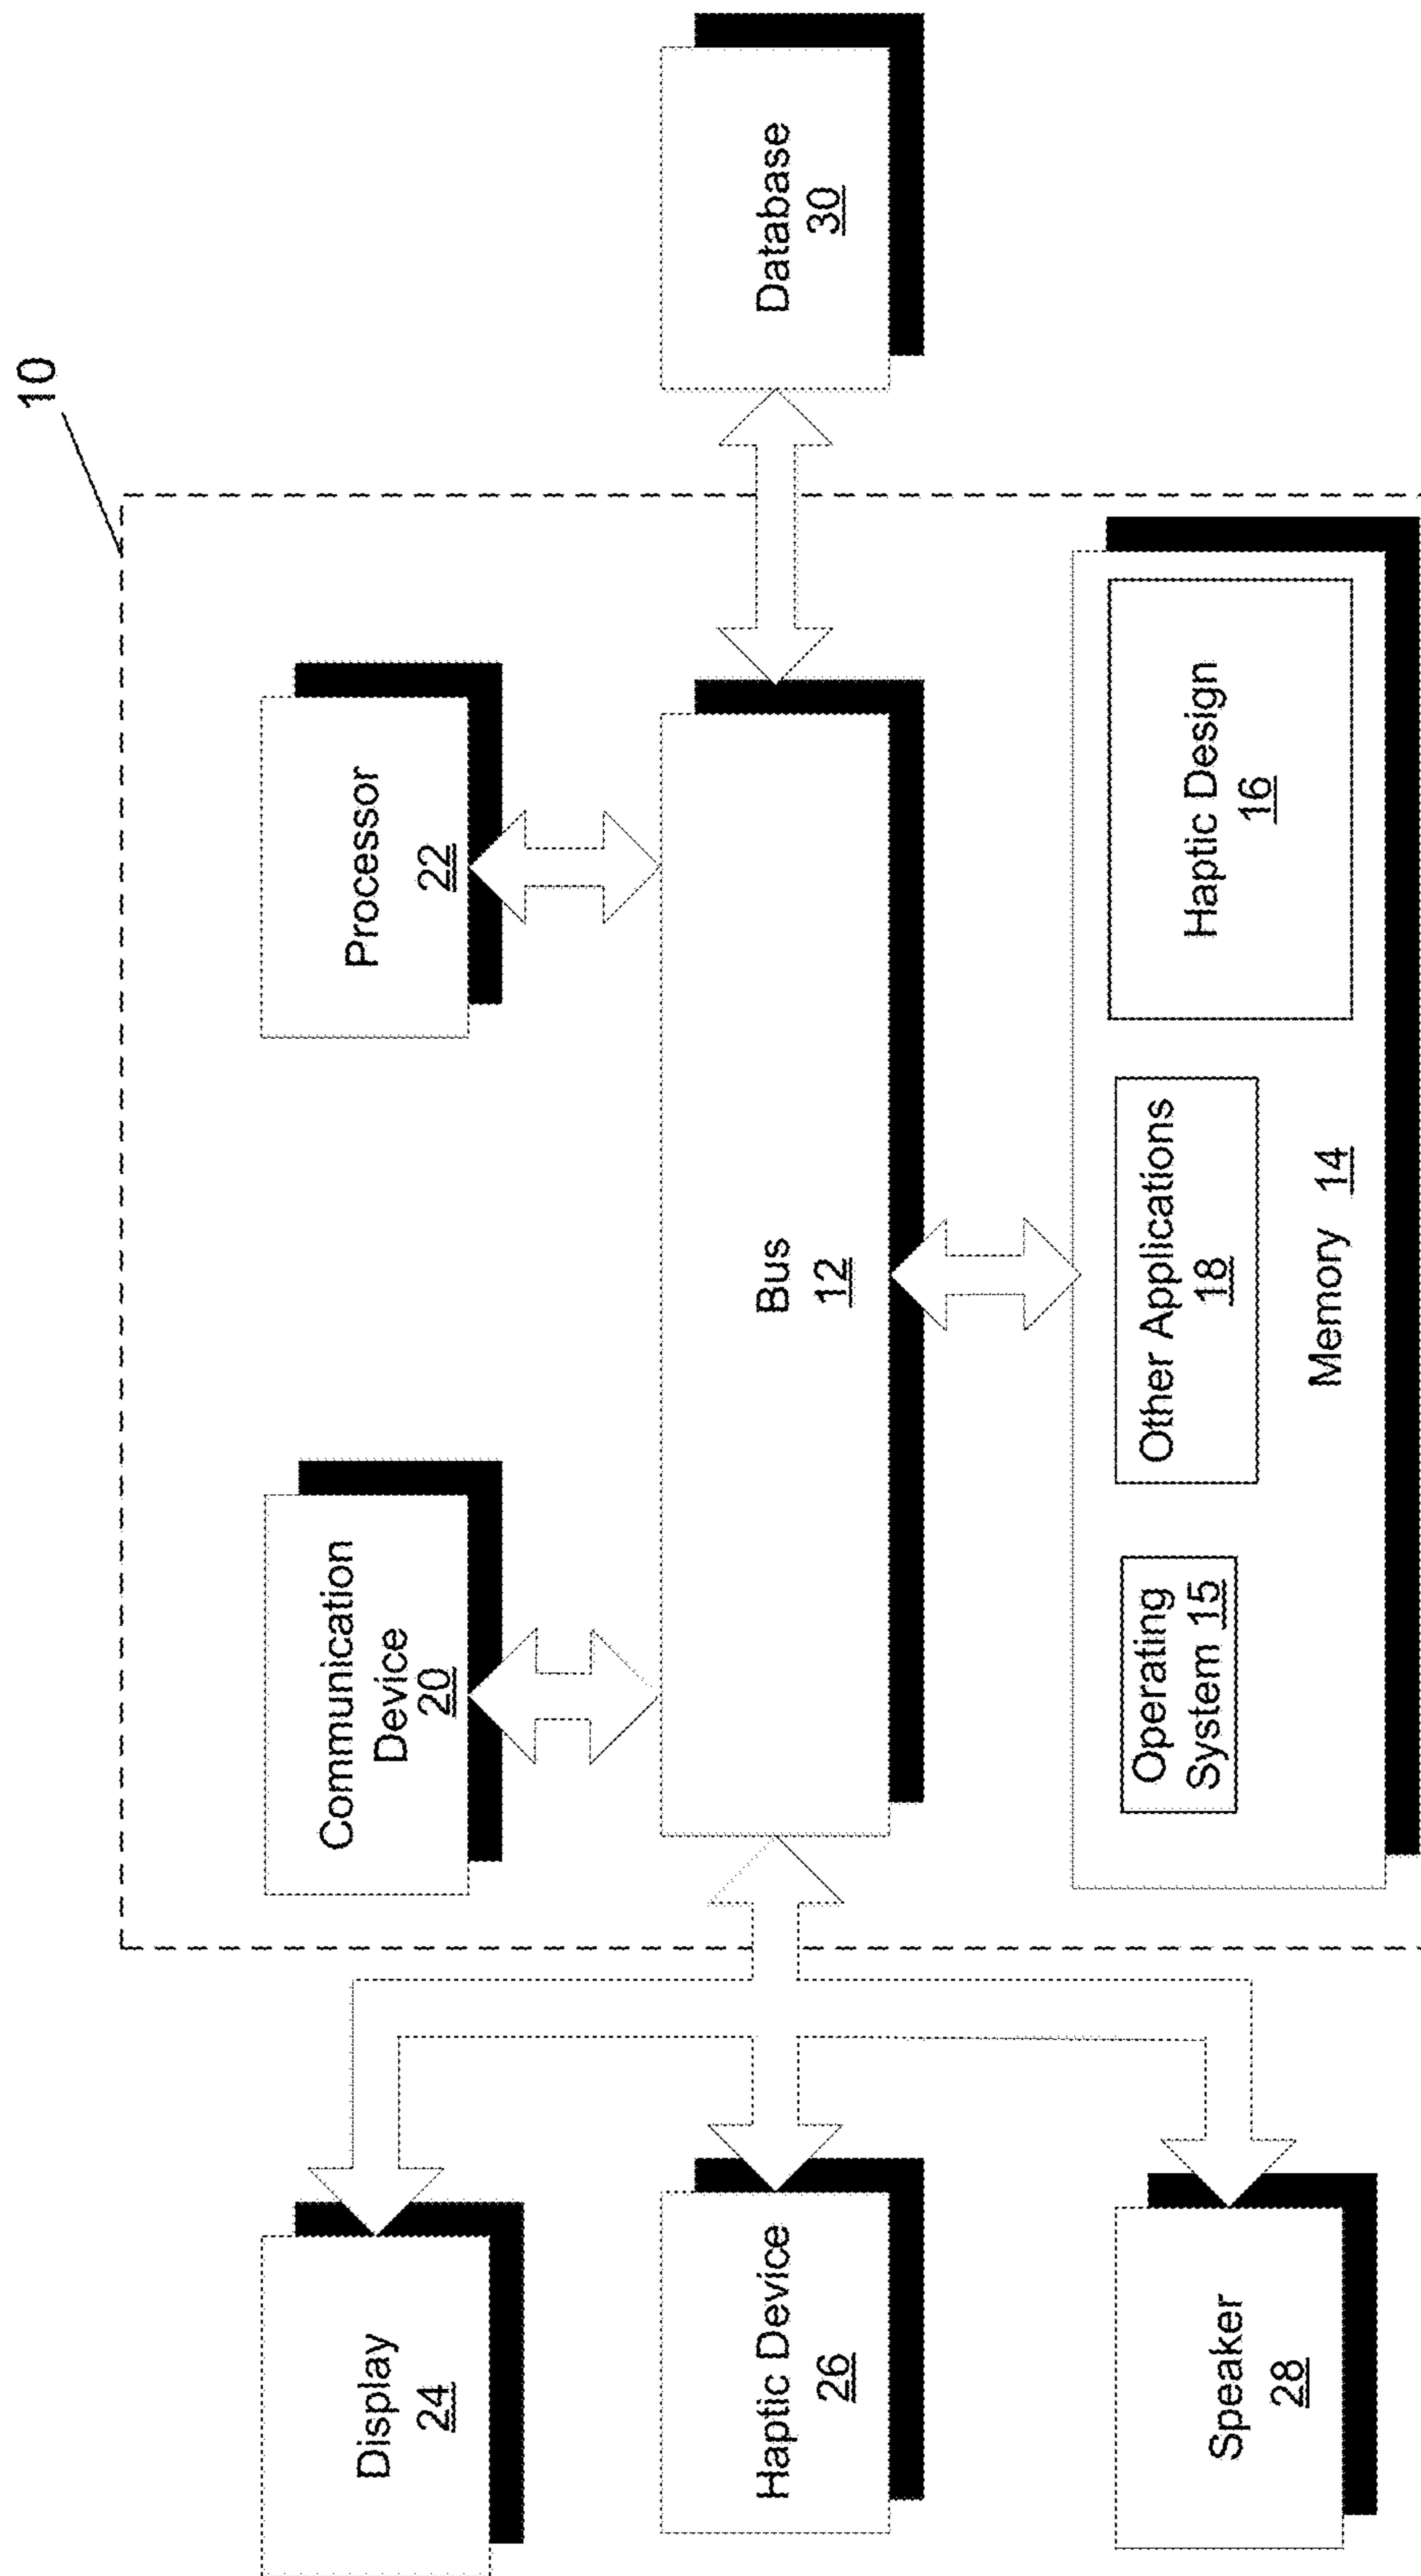 10
Display
24
Haptic Device
26
Speaker
28
Communication
Device
20
Processor
22
Bus
12
Operating
System 15
Other Applications
18
Haptic Design
16
Memory 14
Database
30